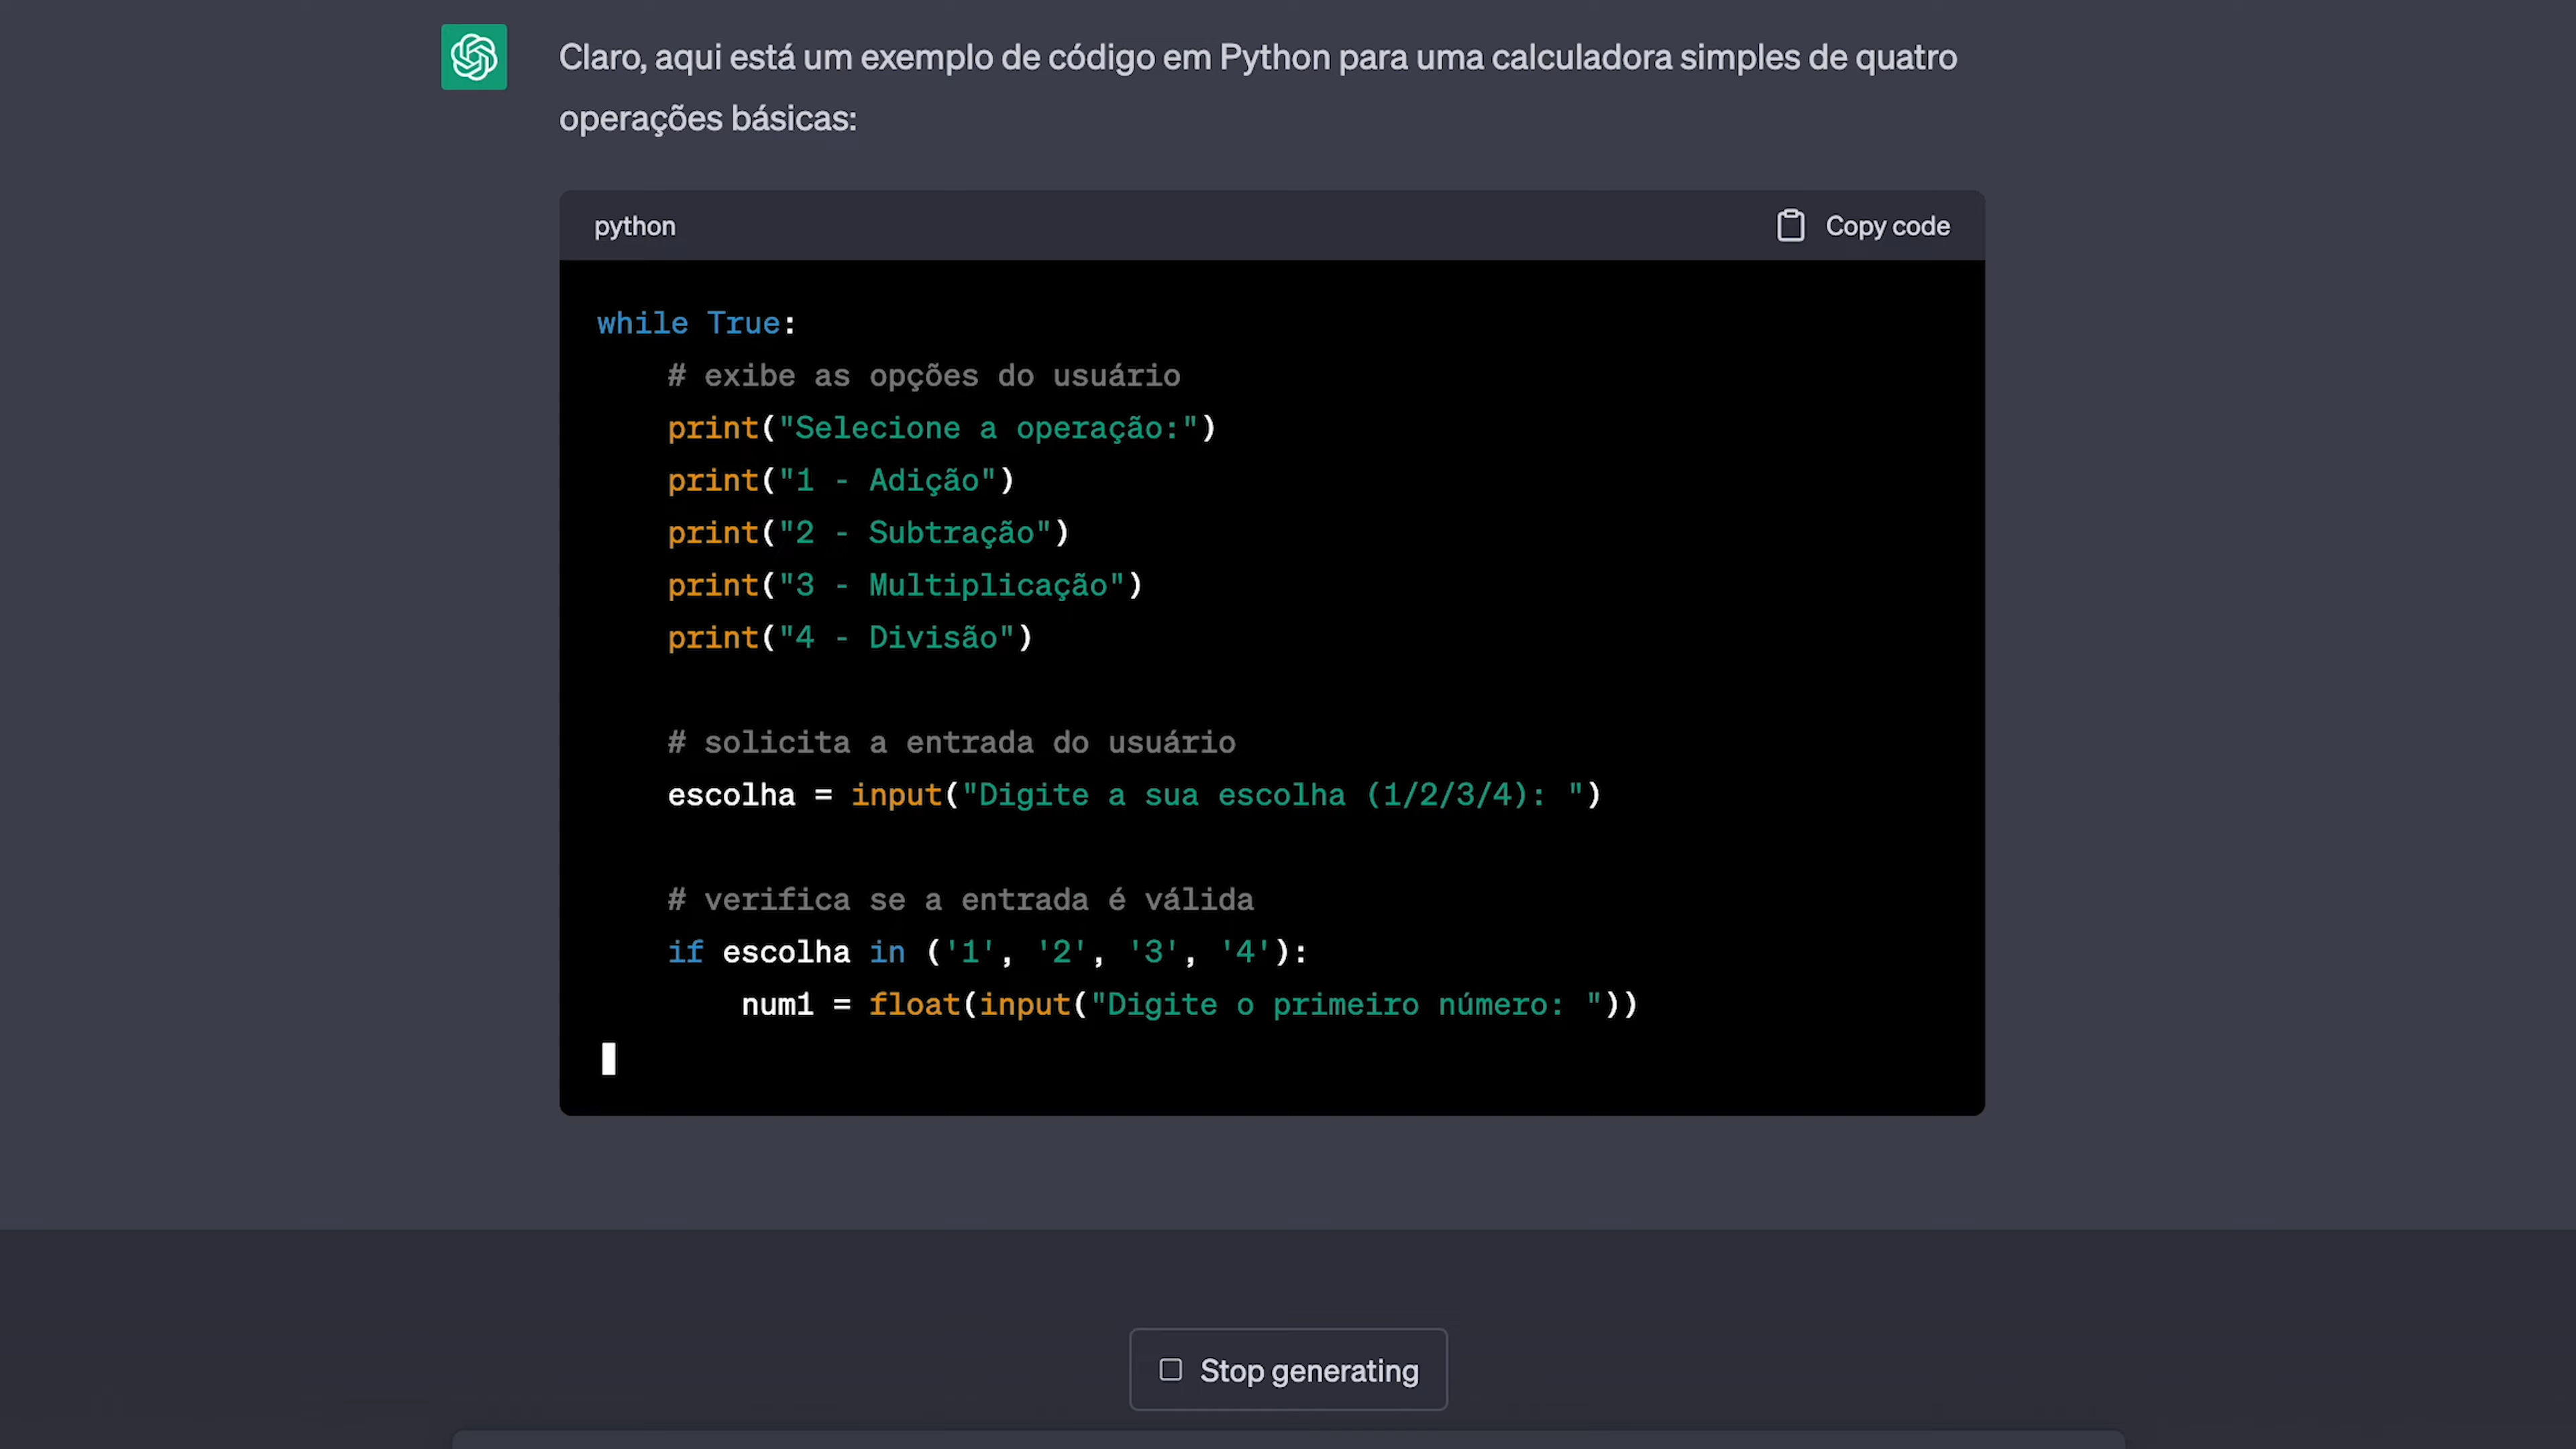 Claro, aqui está um exemplo de código em Python para uma calculadora simples de quatro
operações básicas:
python
Copy code
while True:
    # exibe as opções do usuário
    print("Selecione a operação:")
    print("1 - Adição")
    print("2 - Subtração")
    print("3 - Multiplicação")
    print("4 - Divisão")

    # solicita a entrada do usuário
    escolha = input("Digite a sua escolha (1/2/3/4): ")

    # verifica se a entrada é válida
    if escolha in ('1', '2', '3', '4'):
        num1 = float(input("Digite o primeiro número: "))
Stop generating